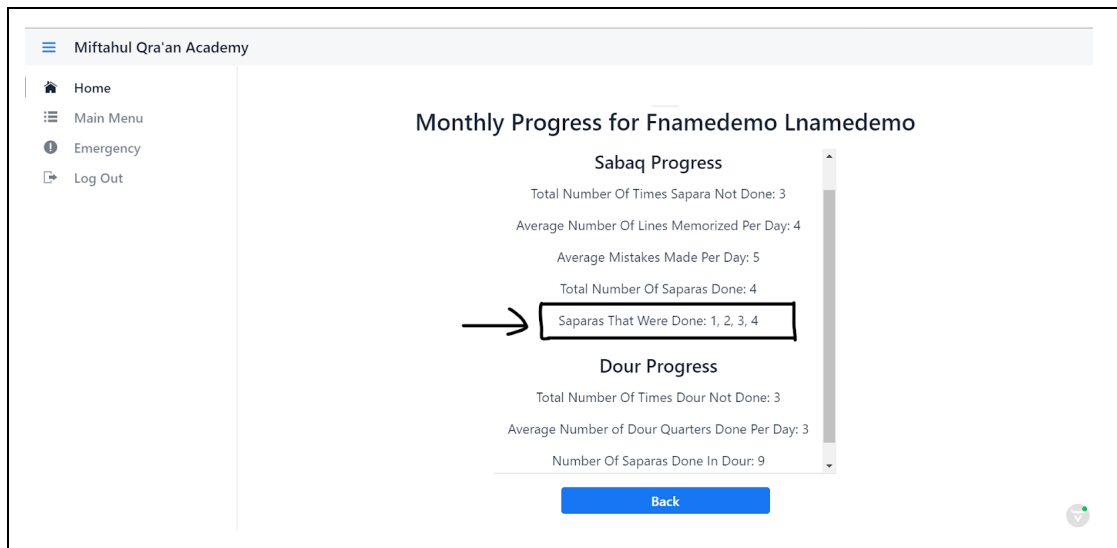 Miftahul Qra'an Academy
Home
Main Menu
Emergency
Log Out
Monthly Progress for Fnamedemo Lnamedemo
Sabaq Progress
Total Number Of Times Sapara Not Done: 3
Average Number Of Lines Memorized Per Day: 4
Average Mistakes Made Per Day: 5
Total Number Of Saparas Done: 4
Saparas That Were Done: 1, 2, 3, 4
Dour Progress
Total Number Of Times Dour Not Done: 3
Average Number of Dour Quarters Done Per Day: 3
Number Of Saparas Done In Dour: 9
Back